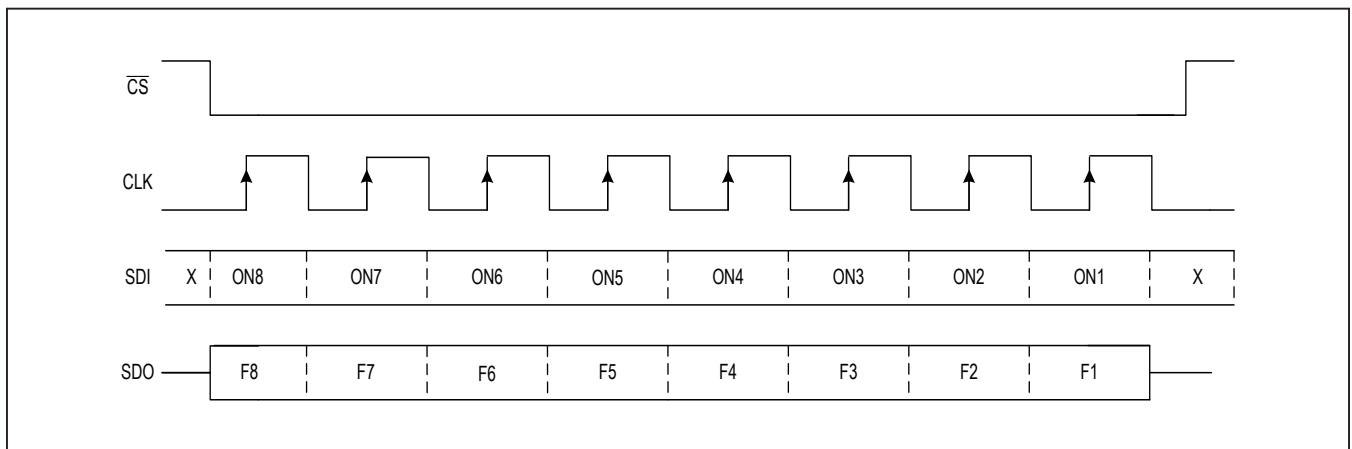 CS
CLK
SDI X ON8 ON7 ON6 ON5 ON4 ON3 ON2 ON1 X
SDO F8 F7 F6 F5 F4 F3 F2 F1